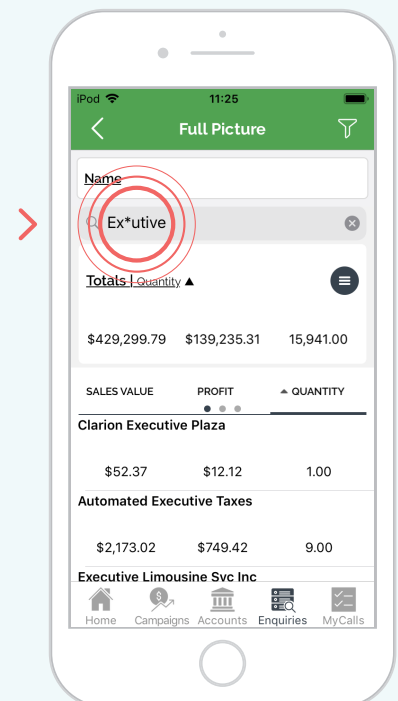 iPod 11:25
Full Picture
Name
Ex*utive
Totals | Quantity ▲
$429,299.79 $139,235.31 15,941.00
SALES VALUE PROFIT QUANTITY
Clarion Executive Plaza
$52.37 $12.12 1.00
Automated Executive Taxes
$2,173.02 $749.42 9.00
Executive Limousine Svc Inc
Home Campaigns Accounts Enquiries MyCalls